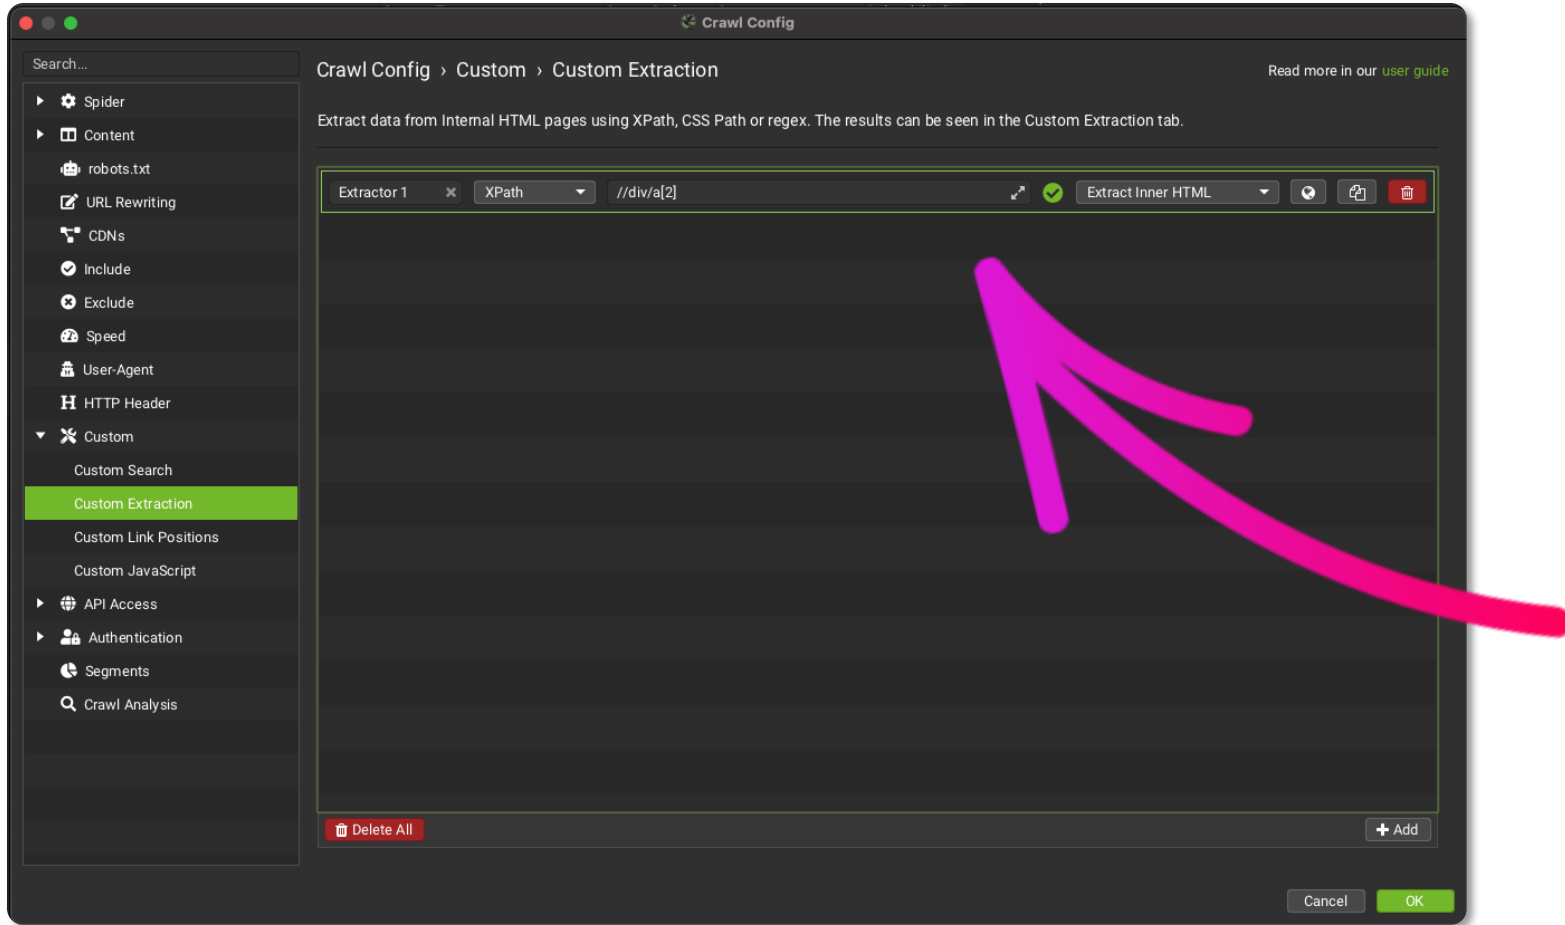 Crawl Config
Search...
Crawl Config › Custom › Custom Extraction
Read more in our user guide
Extract data from Internal HTML pages using XPath, CSS Path or regex. The results can be seen in the Custom Extraction tab.
Spider
Content
robots.txt
URL Rewriting
CDNs
Include
Exclude
Speed
User-Agent
HTTP Header
Custom
Custom Search
Custom Extraction
Custom Link Positions
Custom JavaScript
API Access
Authentication
Segments
Crawl Analysis
Extractor 1 XPath //div/a[2] Extract Inner HTML
Delete All
Add
Cancel OK